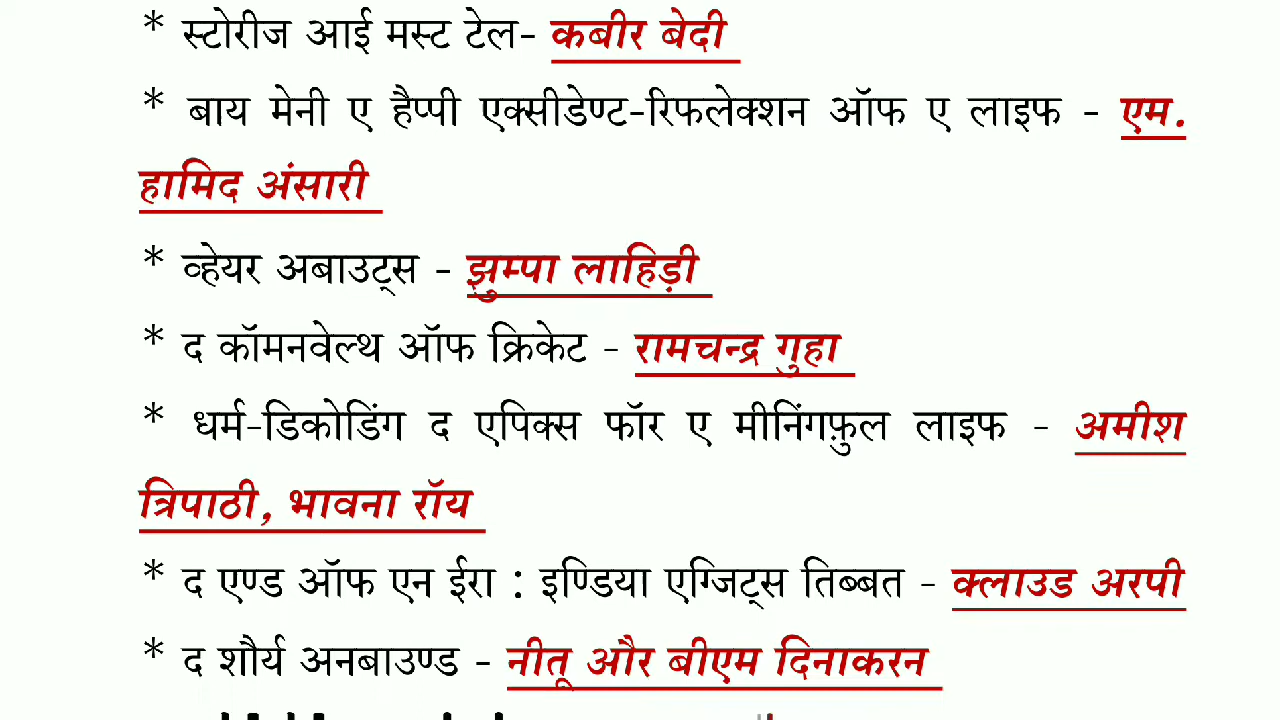 * स्टोरीज आई मस्ट टेल- कबीर बेदी
* बाय मेनी ए हैप्पी एक्सीडेण्ट-रिफलेक्शन ऑफ ए लाइफ - एम.
हामिद अंसारी
* व्हेयर अबाउट्स - झुम्पा लाहिड़ी
* द कॉमनवेल्थ ऑफ क्रिकेट - रामचन्द्र गुहा
* धर्म-डिकोडिंग द एपिक्स फॉर ए मीनिंगफ़ुल लाइफ - अमीश
त्रिपाठी, भावना रॉय
* द एण्ड ऑफ एन ईरा : इण्डिया एग्जिट्स तिब्बत - क्लाउड अरपी
* द शौर्य अनबाउण्ड - नीतू और बीएम दिनाकरन